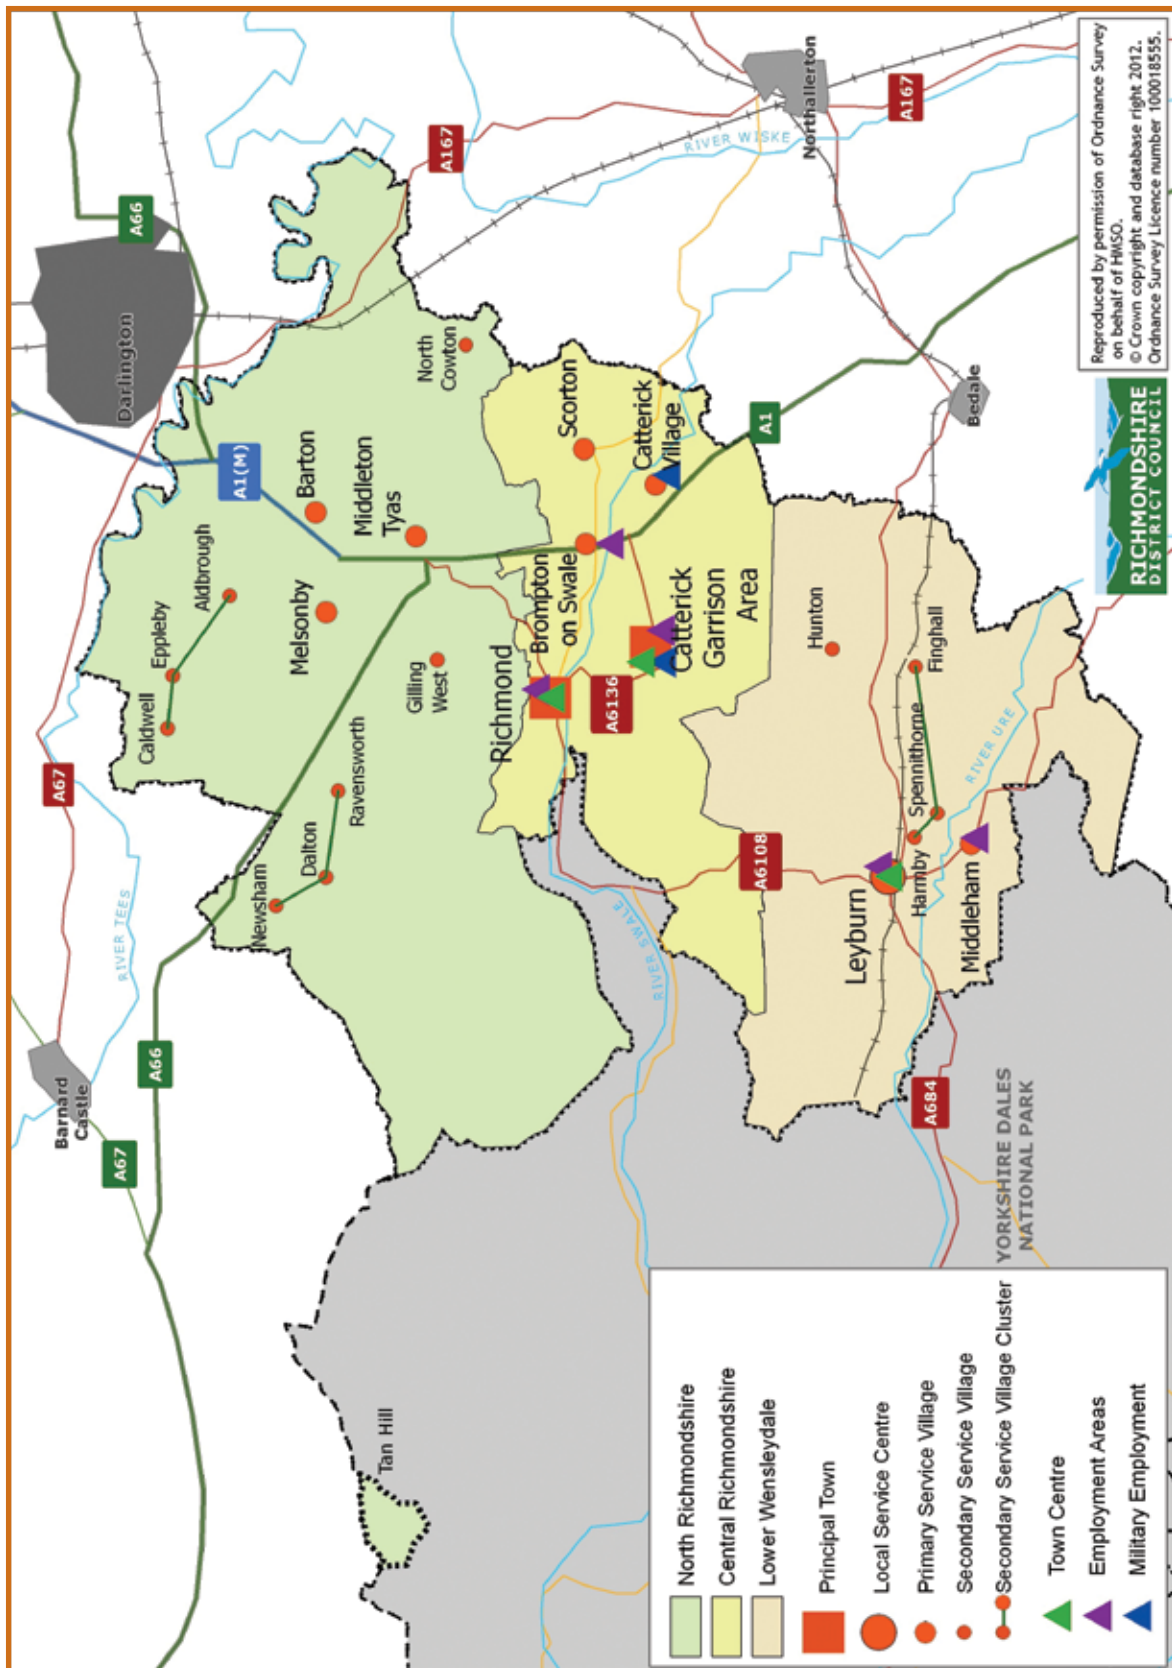 Barnard
Castle
A67
A66
RIVER TEES
A67
Darlington
A66
A1(M)
Caldwell
Eppleby
Aldbrough
Newsham
Dalton
Ravensworth
Melsonby
Barton
Middleton
Tyas
Gilling
West
North
Cowton
A167
Tan Hill
Richmond
Brompton
on Swale
Scorton
Catterick
Village
A6136
Catterick
Garrison
Area
RIVER SWALE
RIVER WISKE
Northallerton
A167
A1
A6108
Hunton
Leyburn
Harmby
Spennithorne
Finghall
Middleham
RIVER URE
Bedale
A684
YORKSHIRE DALES
NATIONAL PARK
North Richmondshire
Central Richmondshire
Lower Wensleydale
Principal Town
Local Service Centre
Primary Service Village
Secondary Service Village
Secondary Service Village Cluster
Town Centre
Employment Areas
Military Employment
RICHMONDSHIRE
DISTRICT COUNCIL
Reproduced by permission of Ordnance Survey
on behalf of HMSO.
© Crown copyright and database right 2012.
Ordnance Survey Licence number 100018555.